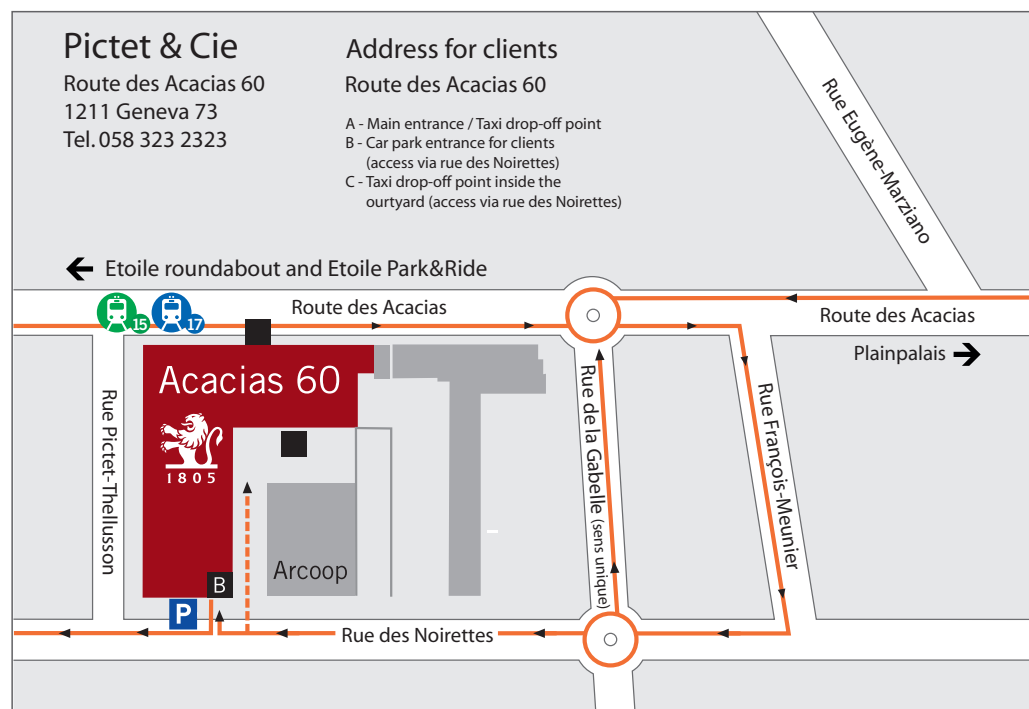 Pictet & Cie
Route des Acacias 60
1211 Geneva 73
Tel. 058 323 2323
Address for clients
Route des Acacias 60
A - Main entrance / Taxi drop-off point
B - Car park entrance for clients
(access via rue des Noirettes)
C - Taxi drop-off point inside the
ourtyard (access via rue des Noirettes)
Rue Eugène-Marziano
Etoile roundabout and Etoile Park&Ride
15
17
Route des Acacias
Route des Acacias
Plainpalais
Acacias 60
1805
Rue Pictet-Thellusson
Rue de la Gabelle (sens unique)
Rue François-Meunier
Arcoop
B
P
Rue des Noirettes